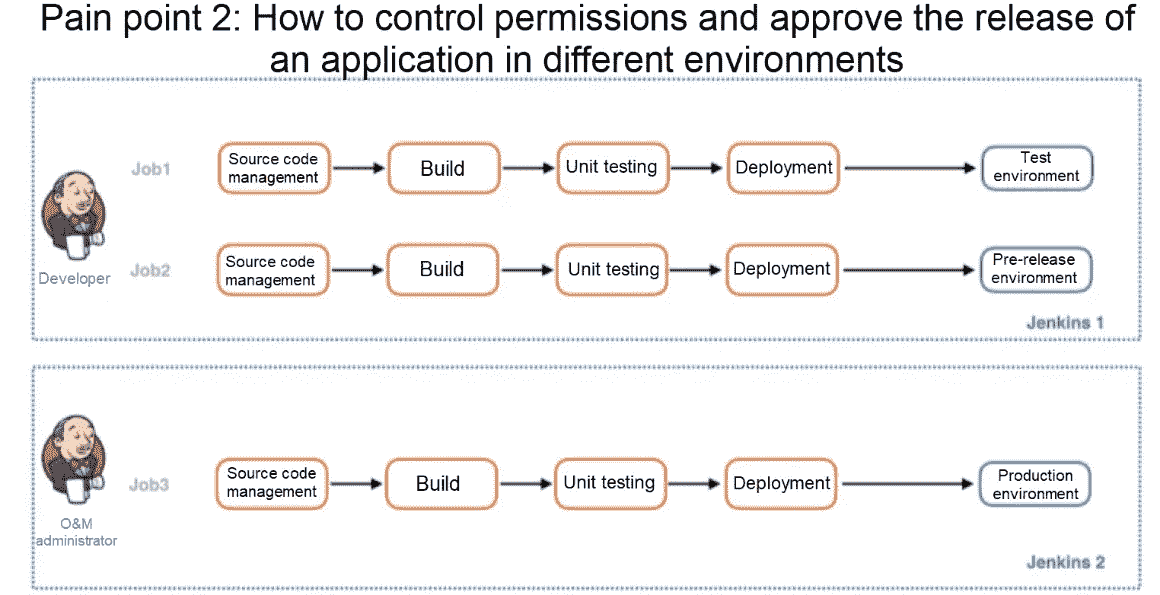 Pain point 2: How to control permissions and approve the release of
an application in different environments
Job1
Source code
management
Build
Unit testing
Deployment
Test
environment
Developer
Job2
Source code
management
Build
Unit testing
Deployment
Pre-release
environment
Jenkins 1
Job3
Source code
management
Build
Unit testing
Deployment
Production
environment
O&M
administrator
Jenkins 2